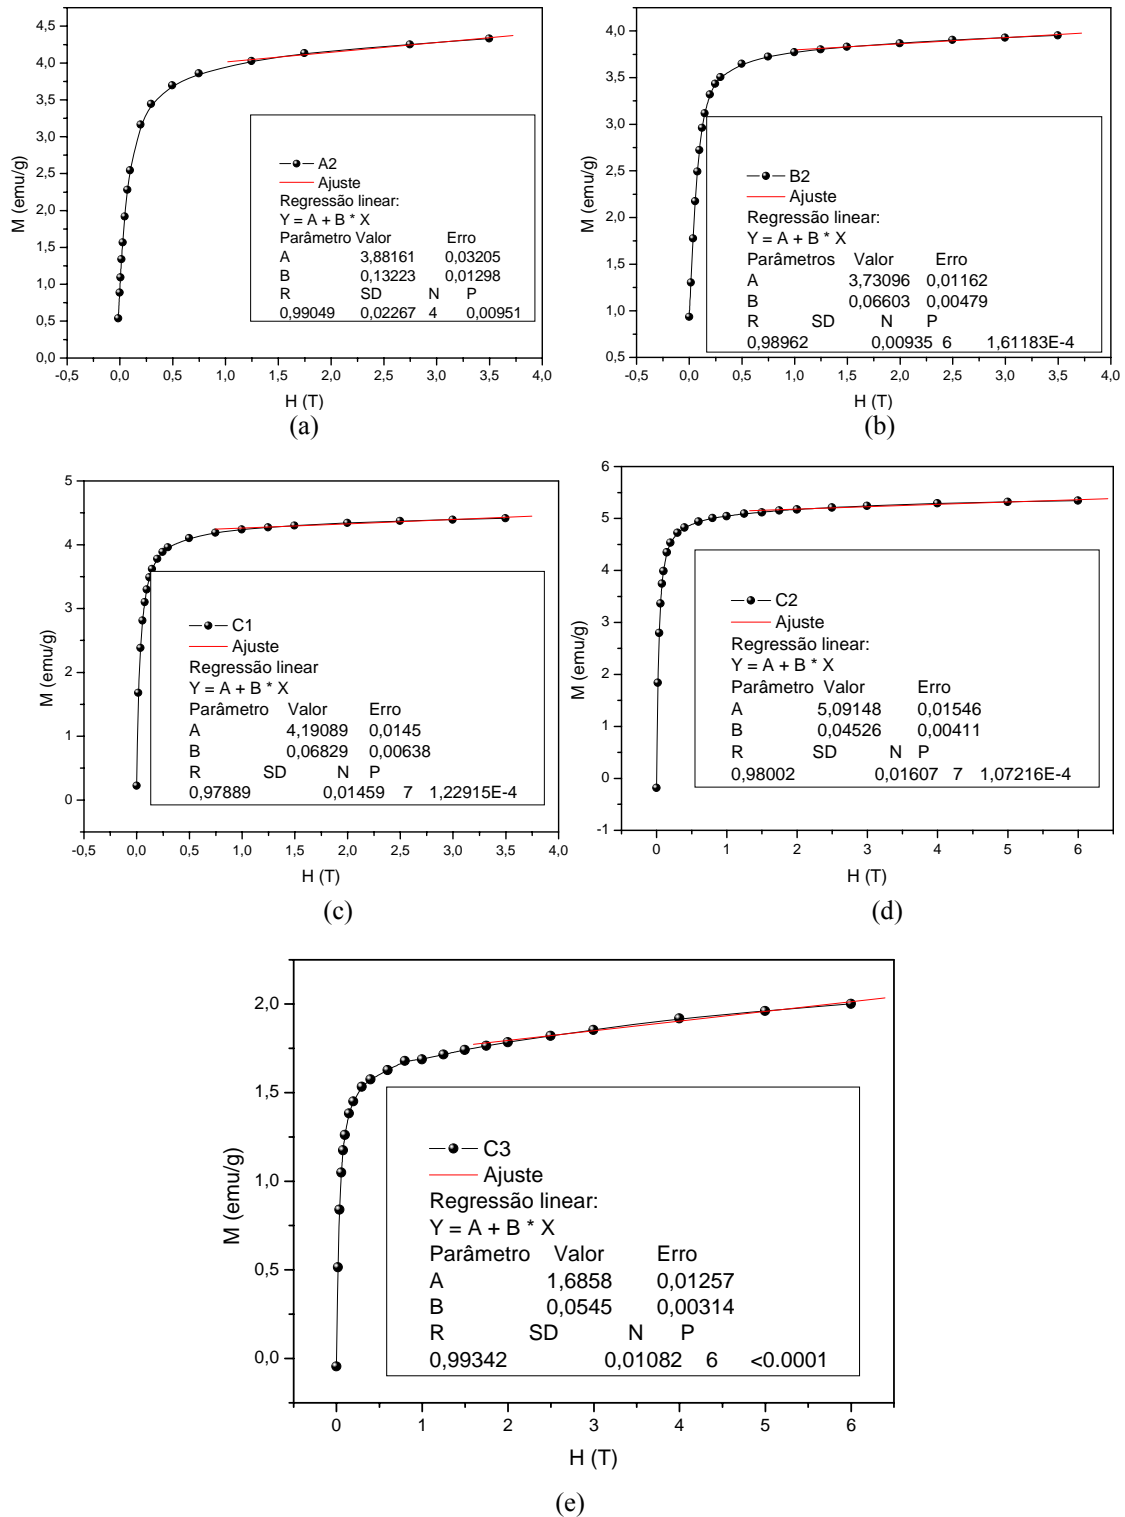 4,5
4,0
3,5
3,0
2,5
2,0
1,5
1,0
0,5
0,0
M (emu/g)
A2
Ajuste
Regressão linear:
Y = A + B * X
Parâmetro Valor Erro
A 3,88161 0,03205
B 0,13223 0,01298
R SD N P
0,99049 0,02267 4 0,00951
-0,5 0,0 0,5 1,0 1,5 2,0 2,5 3,0 3,5 4,0
H (T)
(a)
4,0
3,5
3,0
2,5
2,0
1,5
1,0
0,5
M (emu/g)
B2
Ajuste
Regressão linear:
Y = A + B * X
Parâmetros Valor Erro
A 3,73096 0,01162
B 0,06603 0,00479
R SD N P
0,98962 0,00935 6 1,61183E-4
-0,5 0,0 0,5 1,0 1,5 2,0 2,5 3,0 3,5 4,0
H (T)
(b)
5
4
3
2
1
0
M (emu/g)
C1
Ajuste
Regressão linear
Y = A + B * X
Parâmetro Valor Erro
A 4,19089 0,0145
B 0,06829 0,00638
R SD N P
0,97889 0,01459 7 1,22915E-4
-0,5 0,0 0,5 1,0 1,5 2,0 2,5 3,0 3,5 4,0
H (T)
(c)
6
5
4
3
2
1
0
-1
M (emu/g)
C2
Ajuste
Regressão linear:
Y = A + B * X
Parâmetro Valor Erro
A 5,09148 0,01546
B 0,04526 0,00411
R SD N P
0,98002 0,01607 7 1,07216E-4
0 1 2 3 4 5 6
H (T)
(d)
2,0
1,5
1,0
0,5
0,0
M (emu/g)
C3
Ajuste
Regressão linear:
Y = A + B * X
Parâmetro Valor Erro
A 1,6858 0,01257
B 0,0545 0,00314
R SD N P
0,99342 0,01082 6 <0.0001
0 1 2 3 4 5 6
H (T)
(e)